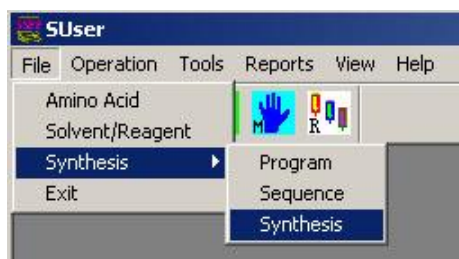 SUser
File Operation Tools Reports View Help
Amino Acid
Solvent/Reagent
M R
Synthesis
Program
Exit
Sequence
Synthesis